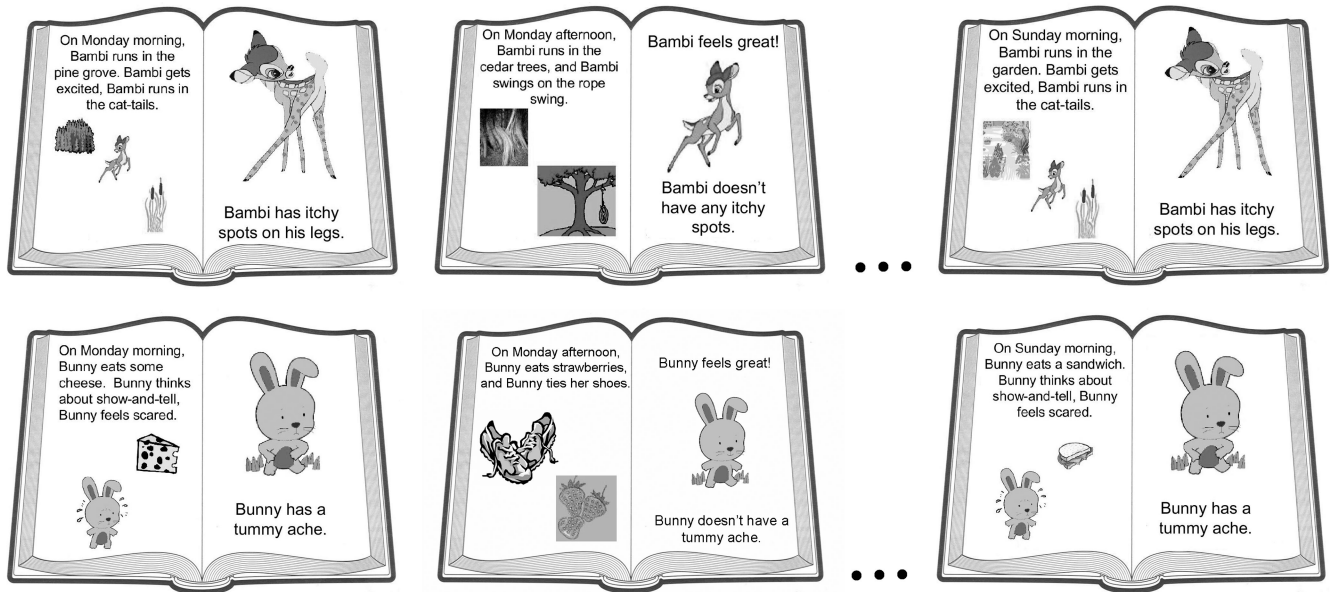 On Monday morning,
Bambi runs in the
pine grove. Bambi gets
excited, Bambi runs in
the cat-tails.
Bambi has itchy
spots on his legs.
On Monday afternoon,
Bambi runs in the
cedar trees, and Bambi
swings on the rope
swing.
Bambi feels great!
Bambi doesn't
have any itchy
spots.
On Sunday morning,
Bambi runs in the
garden. Bambi gets
excited, Bambi runs in
the cat-tails.
Bambi has itchy
spots on his legs.
On Monday morning,
Bunny eats some
cheese. Bunny thinks
about show-and-tell,
Bunny feels scared.
Bunny has a
tummy ache.
On Monday afternoon,
Bunny eats strawberries,
and Bunny ties her shoes.
Bunny feels great!
Bunny doesn't have a
tummy ache.
On Sunday morning,
Bunny eats a sandwich.
Bunny thinks about
show-and-tell, Bunny
feels scared.
Bunny has a
tummy ache.